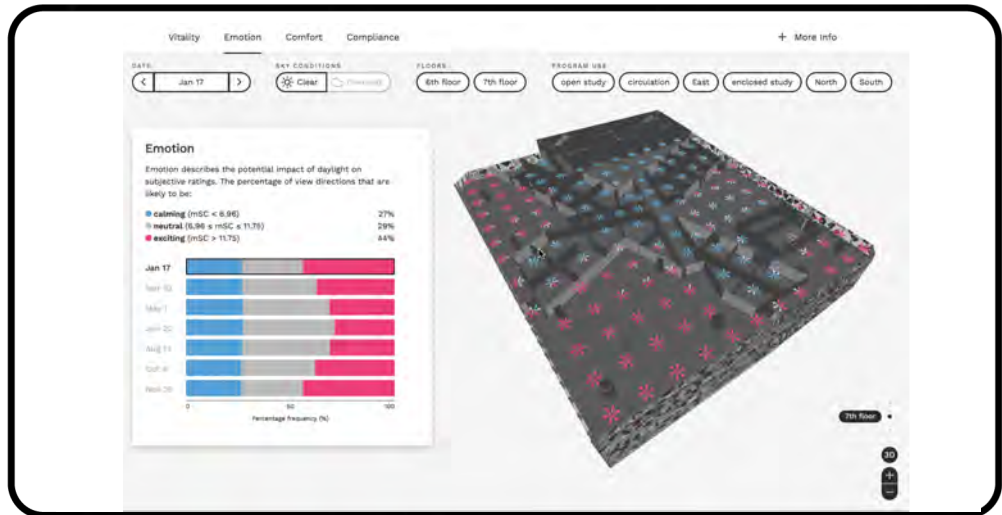 Vitality Emotion Comfort Compliance + More info
DATE SKY CONDITIONS FLOORS PROGRAM USE
< Jan 17 > Clear Overcast 6th floor 7th floor open study circulation East enclosed study North South
Emotion
Emotion describes the potential impact of daylight on
subjective ratings. The percentage of view directions that are
likely to be:
calming (mSC < 6.96) 27%
neutral (6.96 ≤ mSC ≤ 11.75) 29%
exciting (mSC > 11.75) 44%
Jan 17
May 1
0 50 100
Percentage frequency (%)
7th floor
3D
+
−